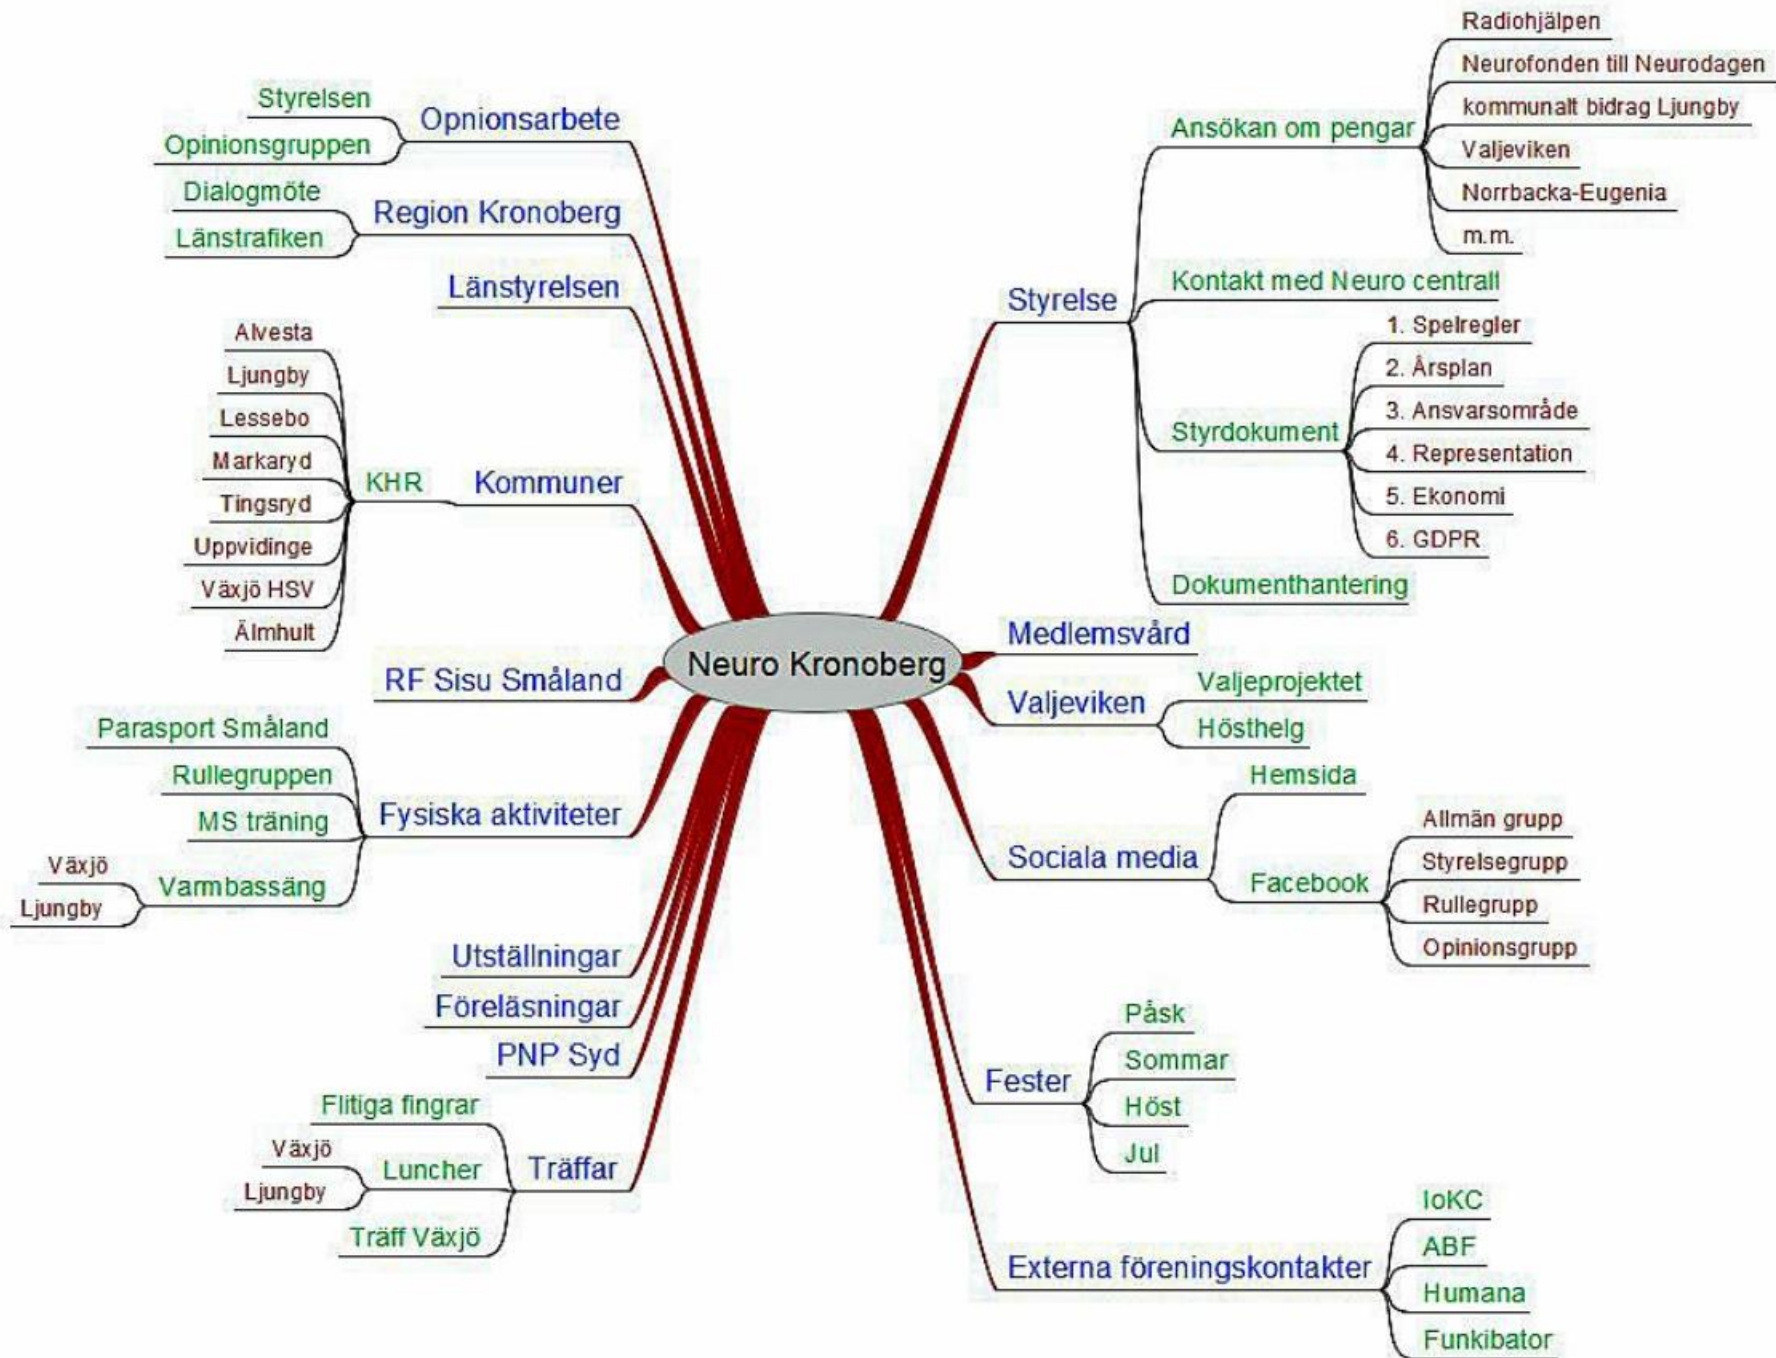 Neuro Kronoberg
Opnionsarbete
Styrelsen
Opinionsgruppen
Region Kronoberg
Dialogmöte
Länstrafiken
Länstyrelsen
Kommuner
KHR
Alvesta
Ljungby
Lessebo
Markaryd
Tingsryd
Uppvidinge
Växjö HSV
Älmhult
RF Sisu Småland
Fysiska aktiviteter
Parasport Småland
Rullegruppen
MS träning
Varmbassäng
Växjö
Ljungby
Utställningar
Föreläsningar
PNP Syd
Träffar
Flitiga fingrar
Luncher
Växjö
Ljungby
Träff Växjö
Styrelse
Ansökan om pengar
Radiohjälpen
Neurofonden till Neurodagen
kommunalt bidrag Ljungby
Valjeviken
Norrbacka-Eugenia
m.m.
Kontakt med Neuro centralt
Styrdokument
1. Spelregler
2. Årsplan
3. Ansvarsområde
4. Representation
5. Ekonomi
6. GDPR
Dokumenthantering
Medlemsvård
Valjeviken
Valjeprojektet
Hösthelg
Sociala media
Hemsida
Facebook
Allmän grupp
Styrelsegrupp
Rullegrupp
Opinionsgrupp
Fester
Påsk
Sommar
Höst
Jul
Externa föreningskontakter
IoKC
ABF
Humana
Funkibator